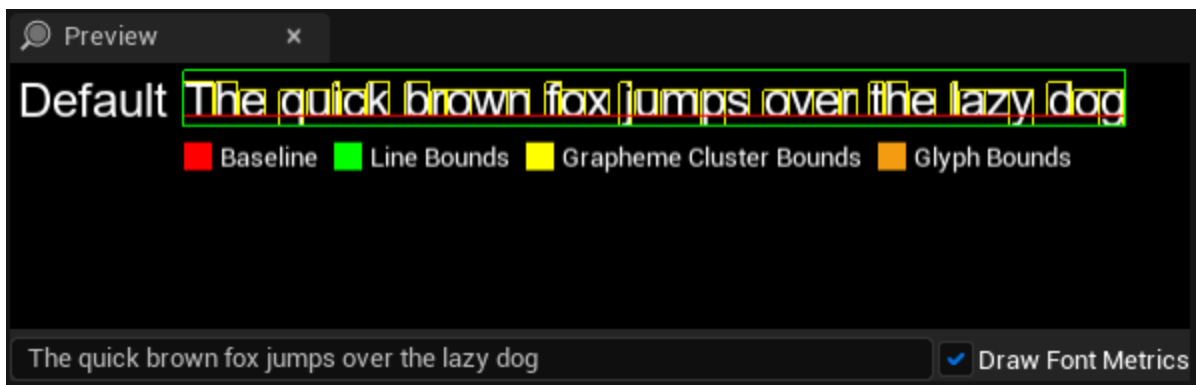 Preview
Default The quick brown fox jumps over the lazy dog
Baseline Line Bounds Grapheme Cluster Bounds Glyph Bounds
The quick brown fox jumps over the lazy dog Draw Font Metrics